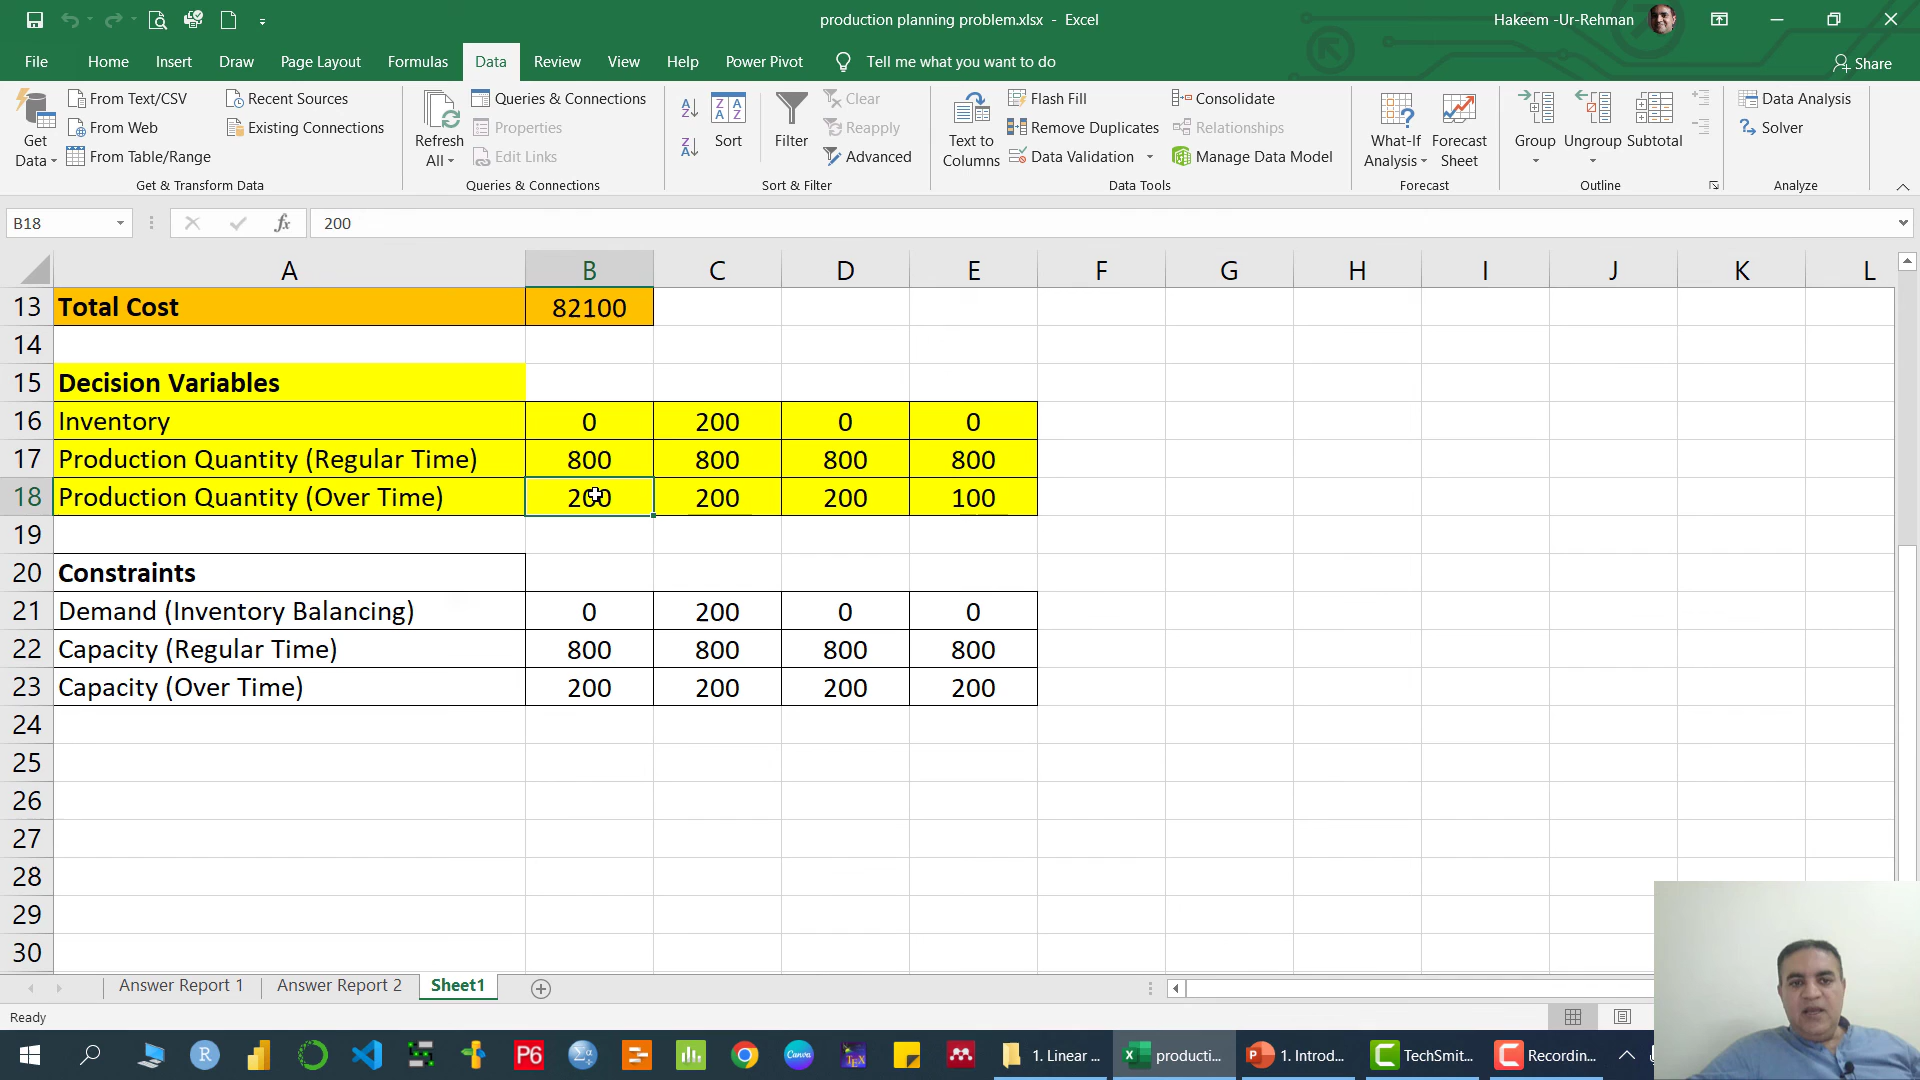 production planning problem.xlsx - Excel
Hakeem -Ur-Rehman
File Home Insert Draw Page Layout Formulas Data Review View Help Power Pivot Tell me what you want to do Share
Get Data
From Text/CSV
From Web
From Table/Range
Recent Sources
Existing Connections
Get & Transform Data
Refresh All
Queries & Connections
Properties
Edit Links
Queries & Connections
Sort
Filter
Clear
Reapply
Advanced
Sort & Filter
Text to Columns
Flash Fill
Remove Duplicates
Data Validation
Consolidate
Relationships
Manage Data Model
Data Tools
What-If Analysis
Forecast Sheet
Forecast
Group
Ungroup
Subtotal
Outline
Data Analysis
Solver
Analyze
B18 fx 200
A B C D E F G H I J K L
13 Total Cost 82100
14
15 Decision Variables
16 Inventory 0 200 0 0
17 Production Quantity (Regular Time) 800 800 800 800
18 Production Quantity (Over Time) 200 200 200 100
19
20 Constraints
21 Demand (Inventory Balancing) 0 200 0 0
22 Capacity (Regular Time) 800 800 800 800
23 Capacity (Over Time) 200 200 200 200
24
25
26
27
28
29
30
Answer Report 1 Answer Report 2 Sheet1
Ready
R P6 Canva TEX 1. Linear ... producti... 1. Introd... TechSmit... Recordin...